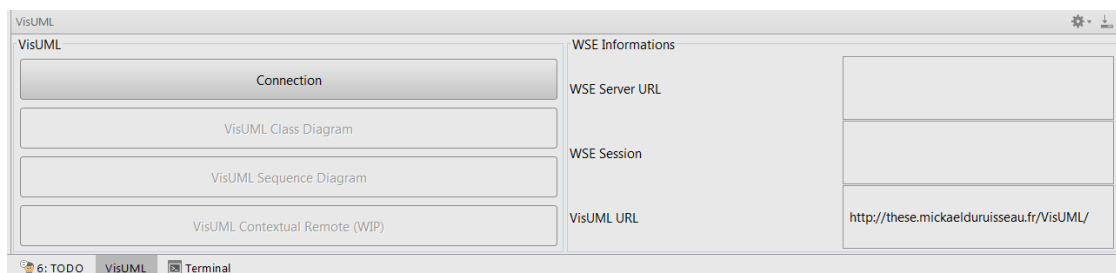 VisUML
VisUML
Connection
VisUML Class Diagram
VisUML Sequence Diagram
VisUML Contextual Remote (WIP)
WSE Informations
WSE Server URL
WSE Session
VisUML URL
http://these.mickaelduruisseau.fr/VisUML/
6: TODO
VisUML
Terminal